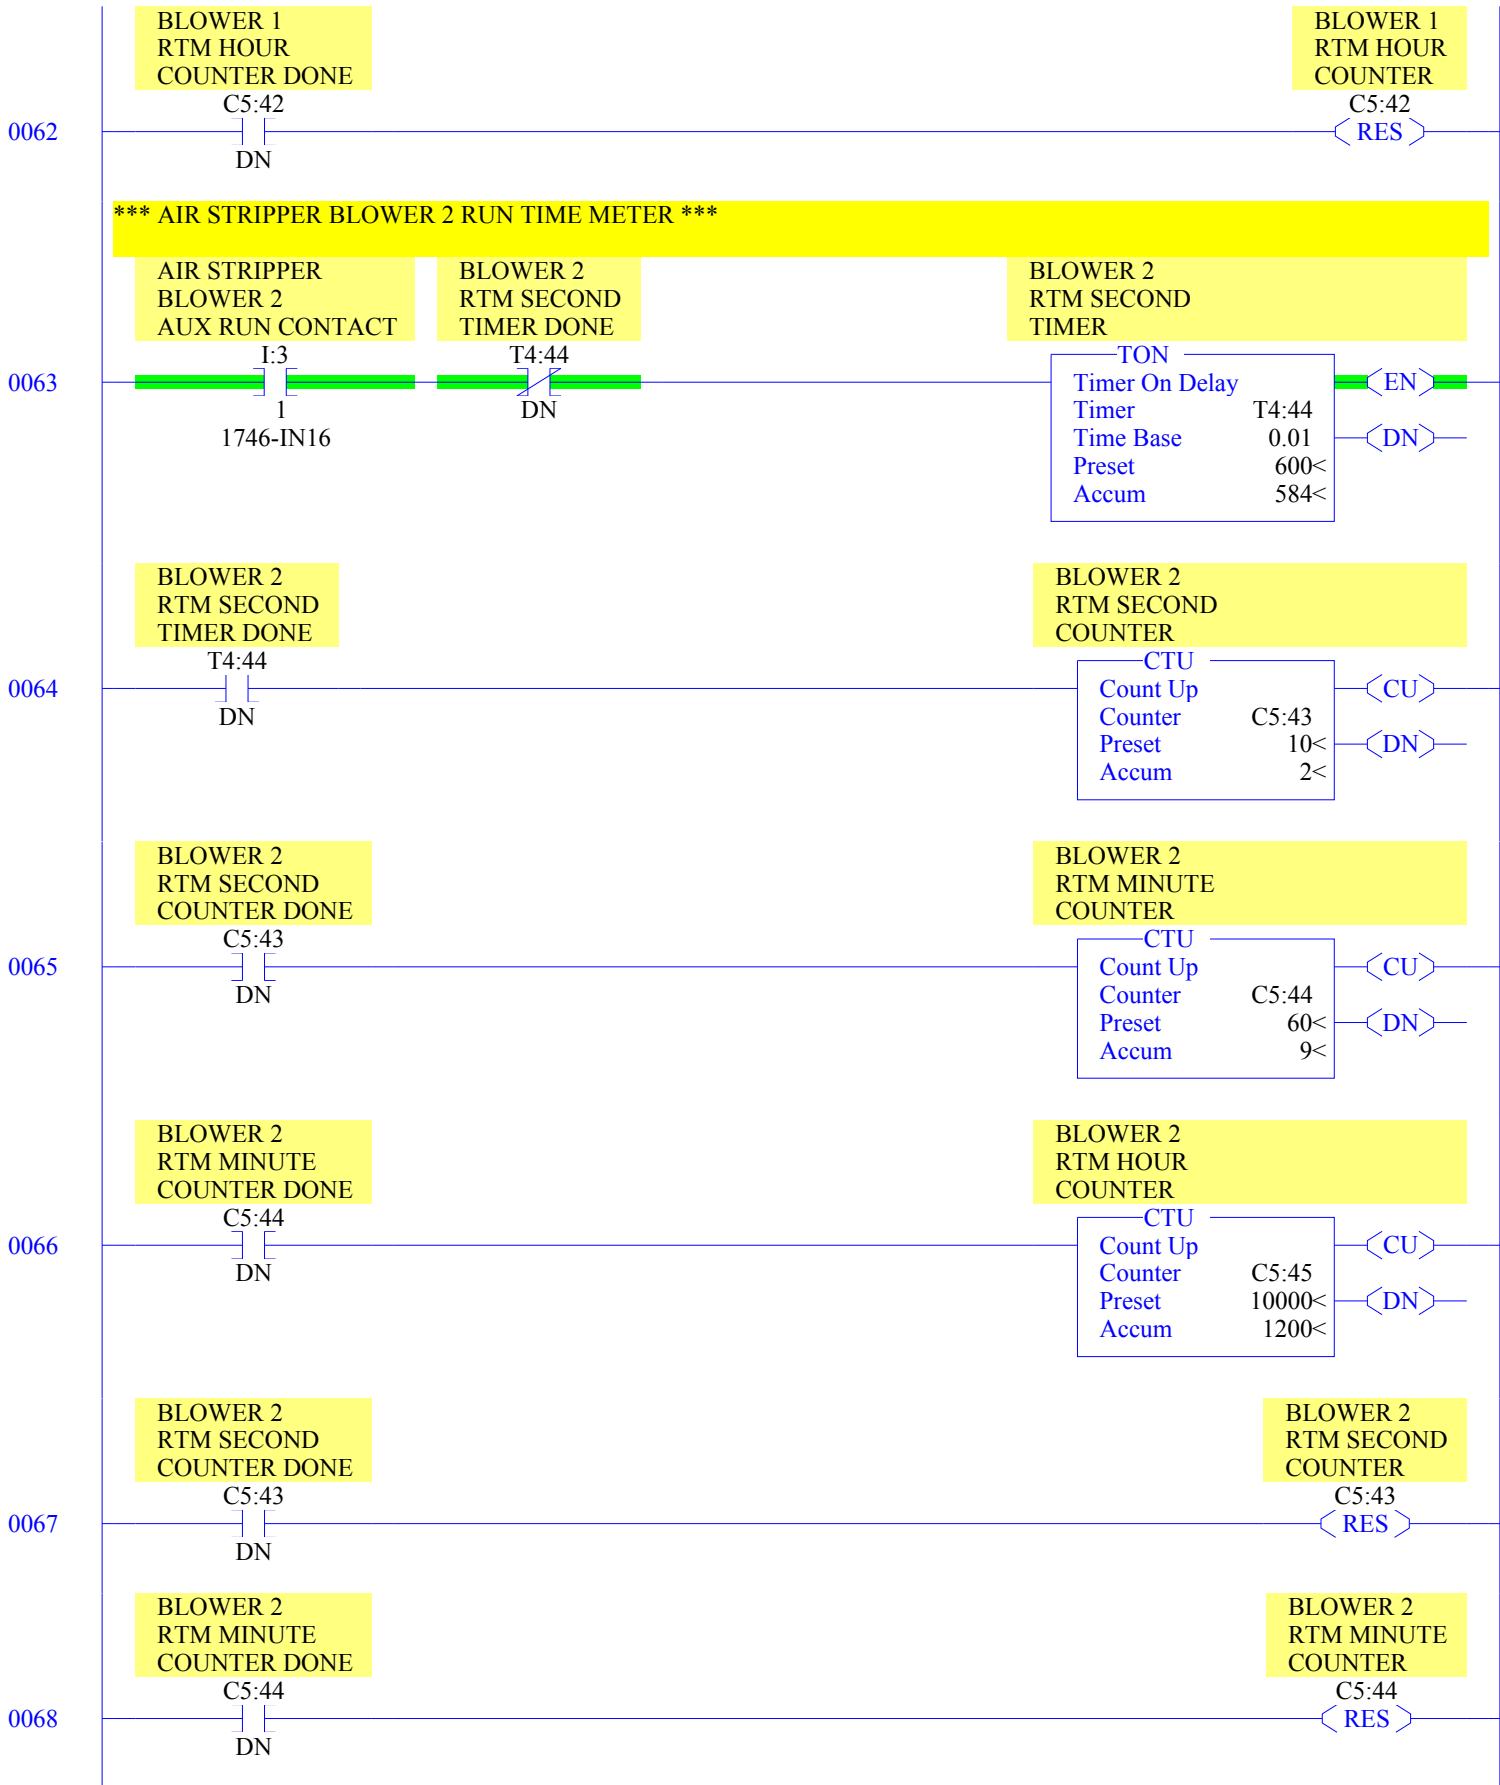 BLOWER 1
RTM HOUR
COUNTER DONE
C5:42
DN
BLOWER 1
RTM HOUR
COUNTER
C5:42
RES
0062
*** AIR STRIPPER BLOWER 2 RUN TIME METER ***
AIR STRIPPER
BLOWER 2
AUX RUN CONTACT
I:3
1
1746-IN16
BLOWER 2
RTM SECOND
TIMER DONE
T4:44
DN
BLOWER 2
RTM SECOND
TIMER
TON
Timer On Delay
Timer T4:44
Time Base 0.01
Preset 600<
Accum 584<
EN
DN
0063
BLOWER 2
RTM SECOND
TIMER DONE
T4:44
DN
BLOWER 2
RTM SECOND
COUNTER
CTU
Count Up
Counter C5:43
Preset 10<
Accum 2<
CU
DN
0064
BLOWER 2
RTM SECOND
COUNTER DONE
C5:43
DN
BLOWER 2
RTM MINUTE
COUNTER
CTU
Count Up
Counter C5:44
Preset 60<
Accum 9<
CU
DN
0065
BLOWER 2
RTM MINUTE
COUNTER DONE
C5:44
DN
BLOWER 2
RTM HOUR
COUNTER
CTU
Count Up
Counter C5:45
Preset 10000<
Accum 1200<
CU
DN
0066
BLOWER 2
RTM SECOND
COUNTER DONE
C5:43
DN
BLOWER 2
RTM SECOND
COUNTER
C5:43
RES
0067
BLOWER 2
RTM MINUTE
COUNTER DONE
C5:44
DN
BLOWER 2
RTM MINUTE
COUNTER
C5:44
RES
0068